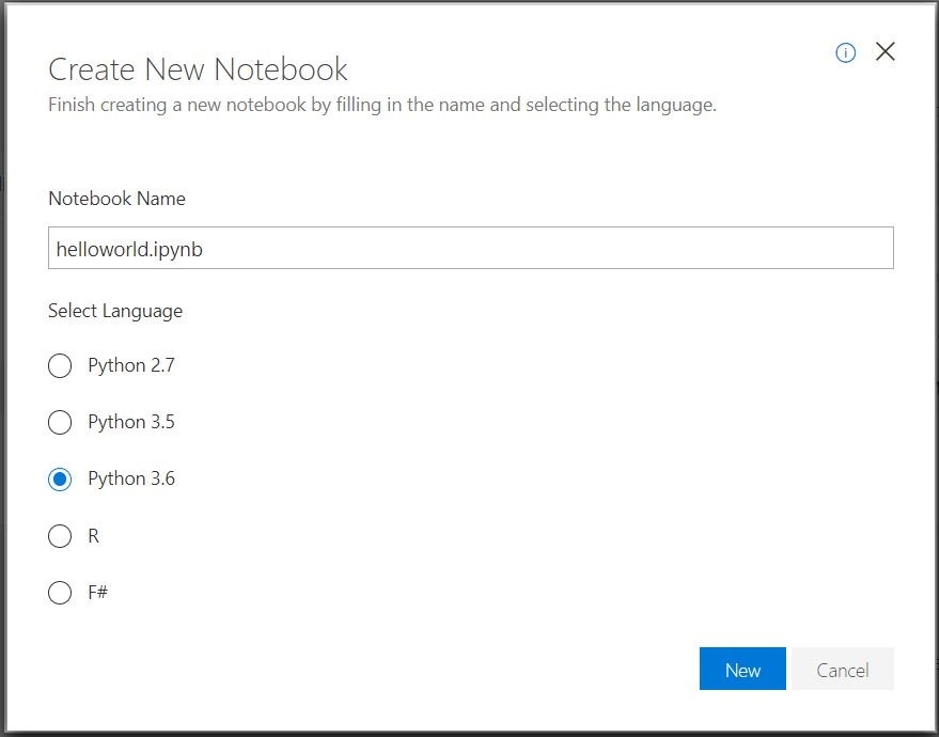 Create New Notebook
Finish creating a new notebook by filling in the name and selecting the language.
Notebook Name
helloworld.ipynb
Select Language
Python 2.7
Python 3.5
Python 3.6
R
F#
New Cancel